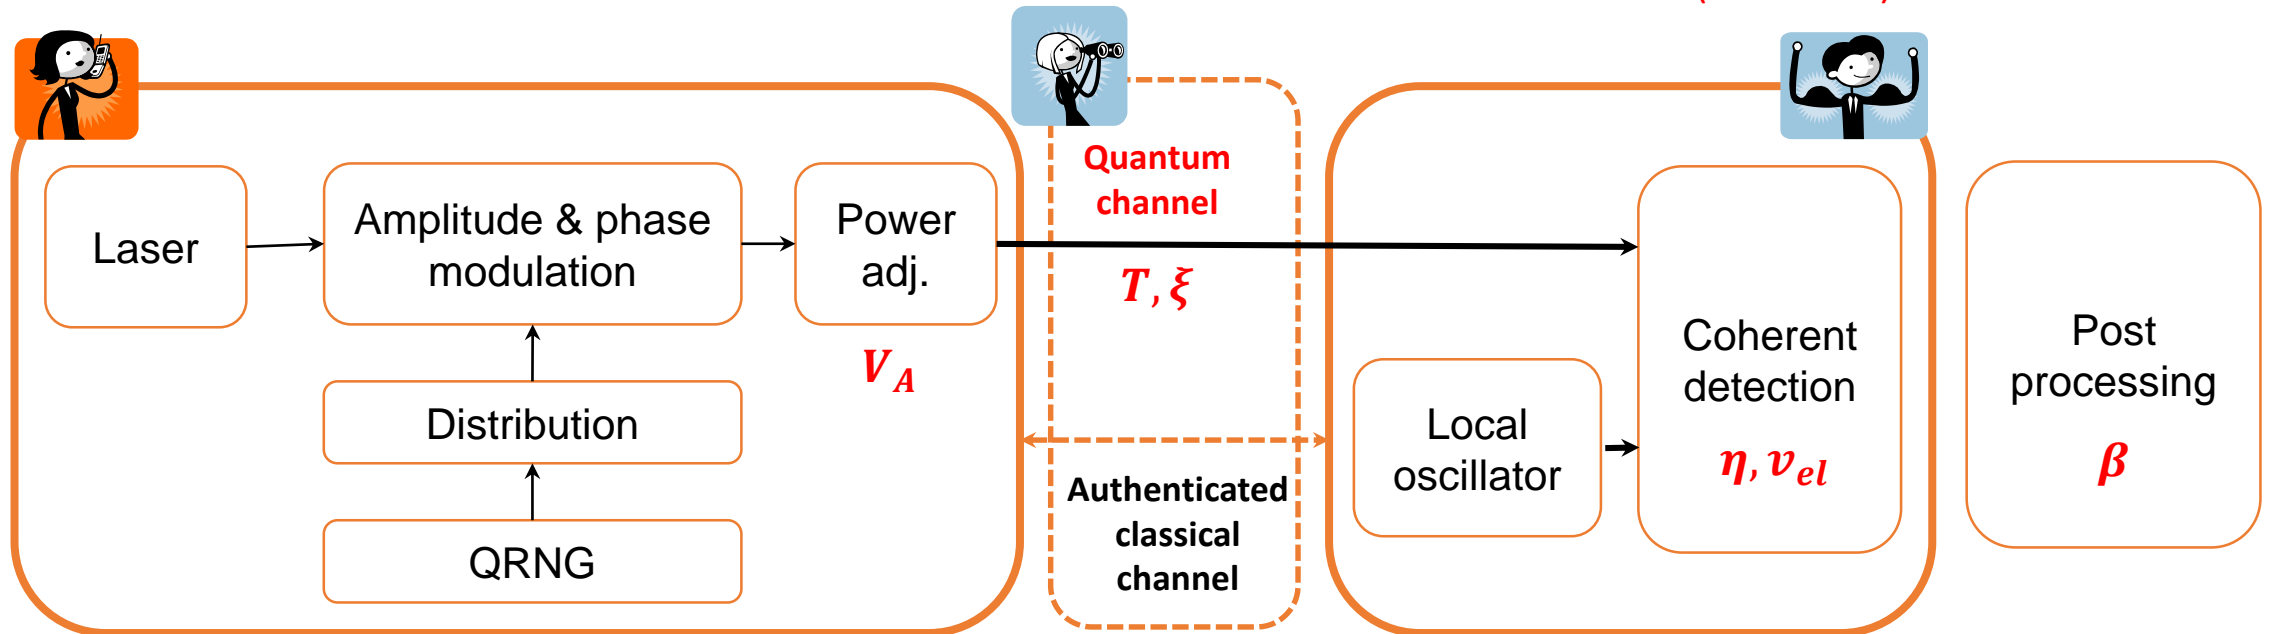 Laser
Amplitude & phase
modulation
Power
adj.
V_A
Distribution
QRNG
Quantum
channel
T, ξ
Authenticated
classical
channel
Local
oscillator
Coherent
detection
η, v_el
Post
processing
β